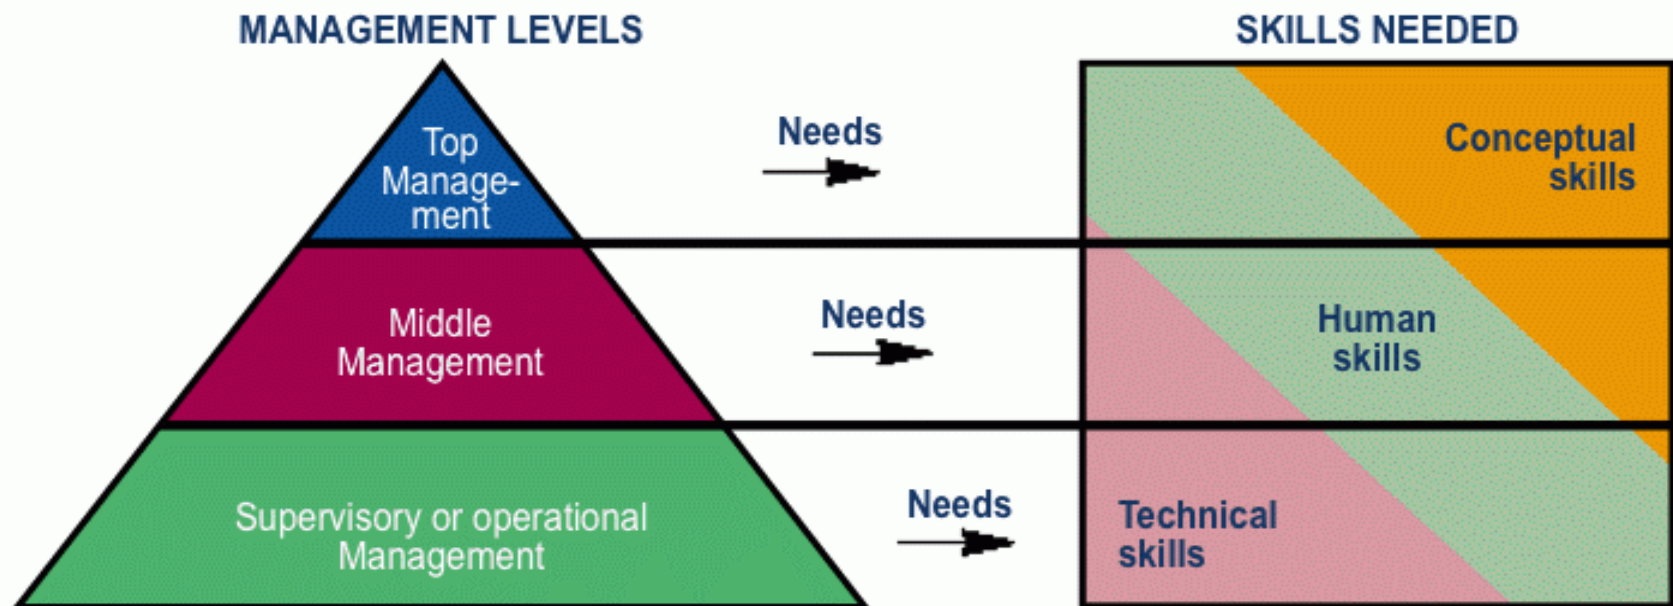 MANAGEMENT LEVELS
SKILLS NEEDED
Top
Manage-
ment
Needs
Conceptual
skills
Middle
Management
Needs
Human
skills
Supervisory or operational
Management
Needs
Technical
skills